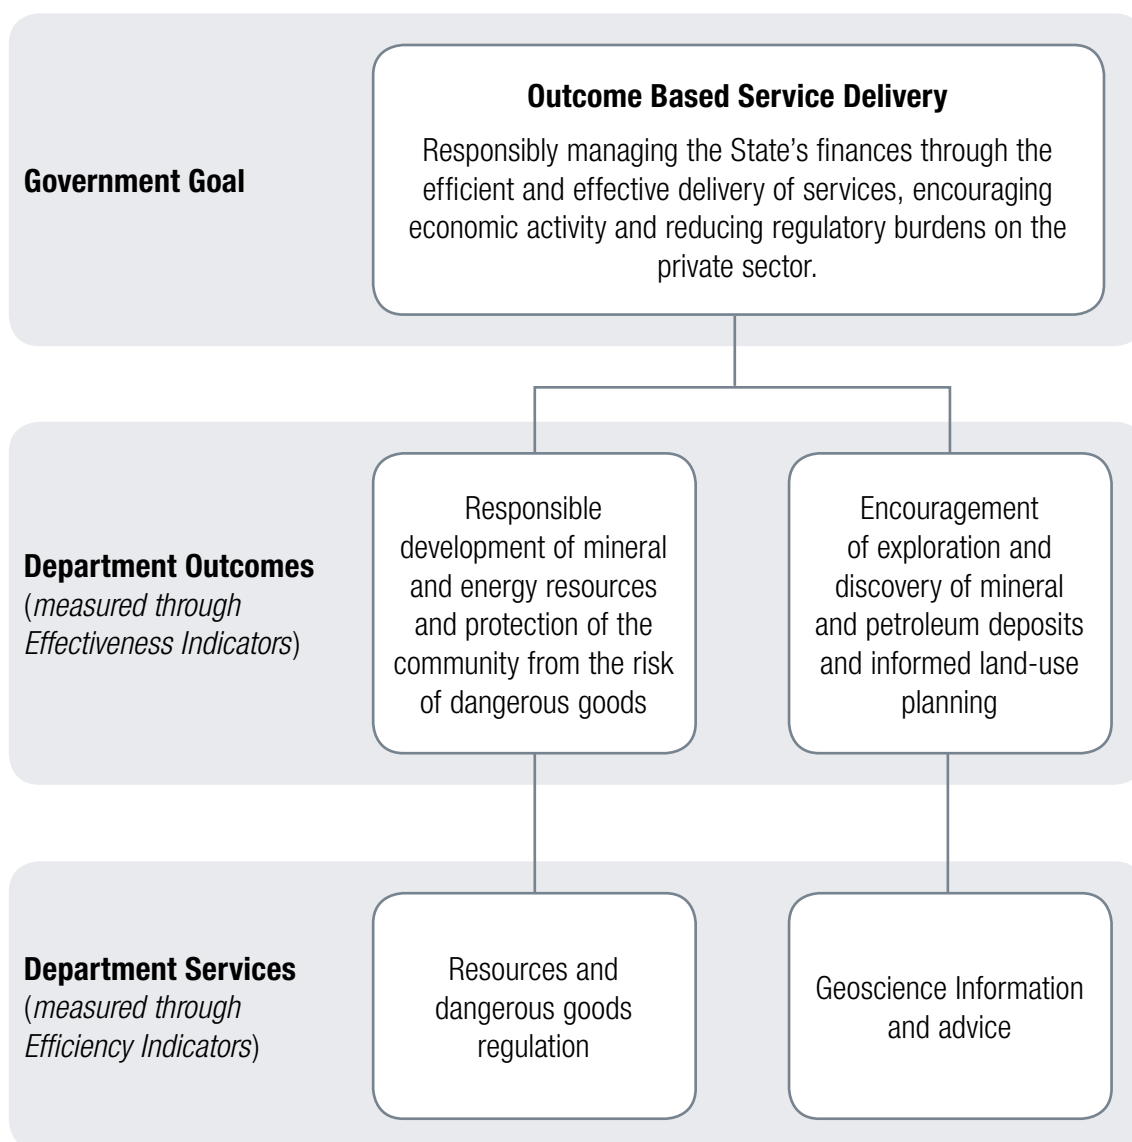 Government Goal
Outcome Based Service Delivery
Responsibly managing the State’s finances through the
efficient and effective delivery of services, encouraging
economic activity and reducing regulatory burdens on the
private sector.
Department Outcomes
(measured through
Effectiveness Indicators)
Responsible
development of mineral
and energy resources
and protection of the
community from the risk
of dangerous goods
Encouragement
of exploration and
discovery of mineral
and petroleum deposits
and informed land-use
planning
Department Services
(measured through
Efficiency Indicators)
Resources and
dangerous goods
regulation
Geoscience Information
and advice